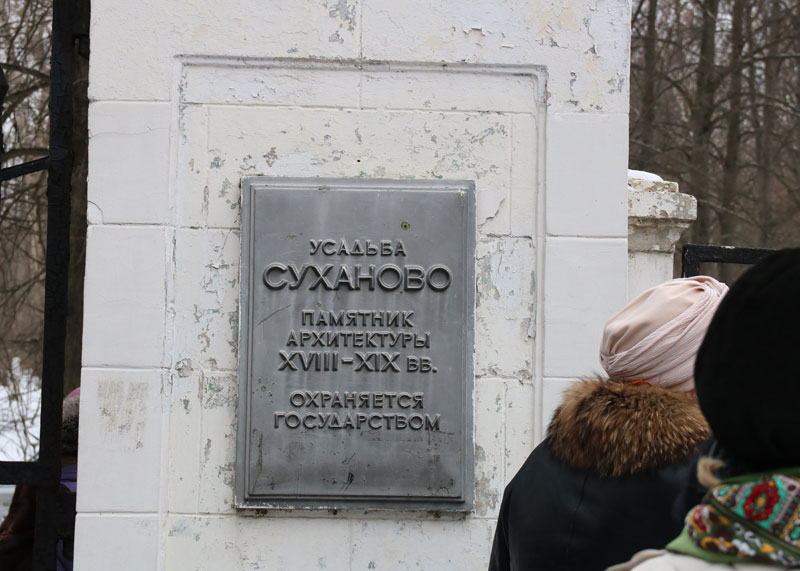 УСАДЬБА
СУХАНОВО
ПАМЯТНИК
АРХИТЕКТУРЫ
XVIII-XIX ВВ.
ОХРАНЯЕТСЯ
ГОСУДАРСТВОМ